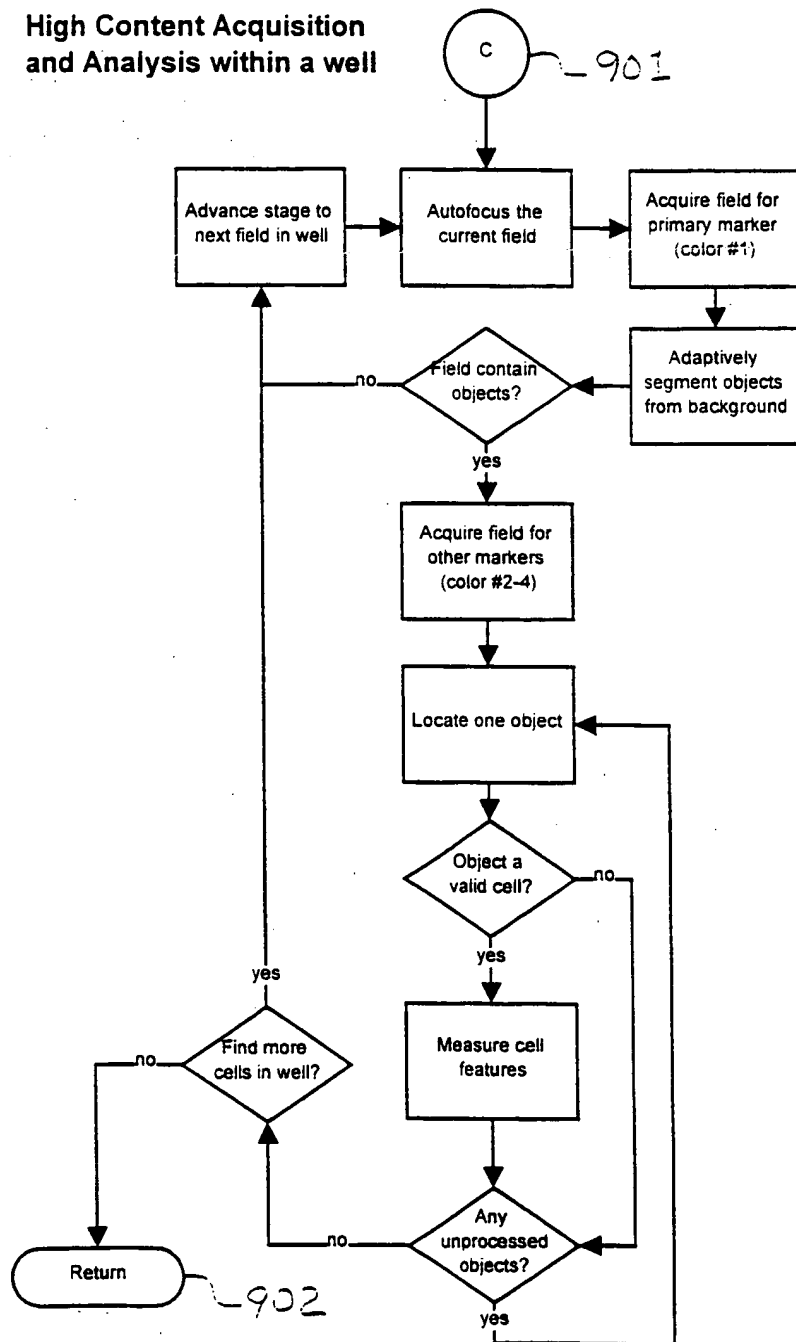 High Content Acquisition
and Analysis within a well
C
901
Advance stage to
next field in well
Autofocus the
current field
Acquire field for
primary marker
(color #1)
Adaptively
segment objects
from background
Field contain
objects?
no
yes
Acquire field for
other markers
(color #2-4)
Locate one object
Object a
valid cell?
no
yes
Measure cell
features
yes
Find more
cells in well?
no
Any
unprocessed
objects?
no
yes
Return
902